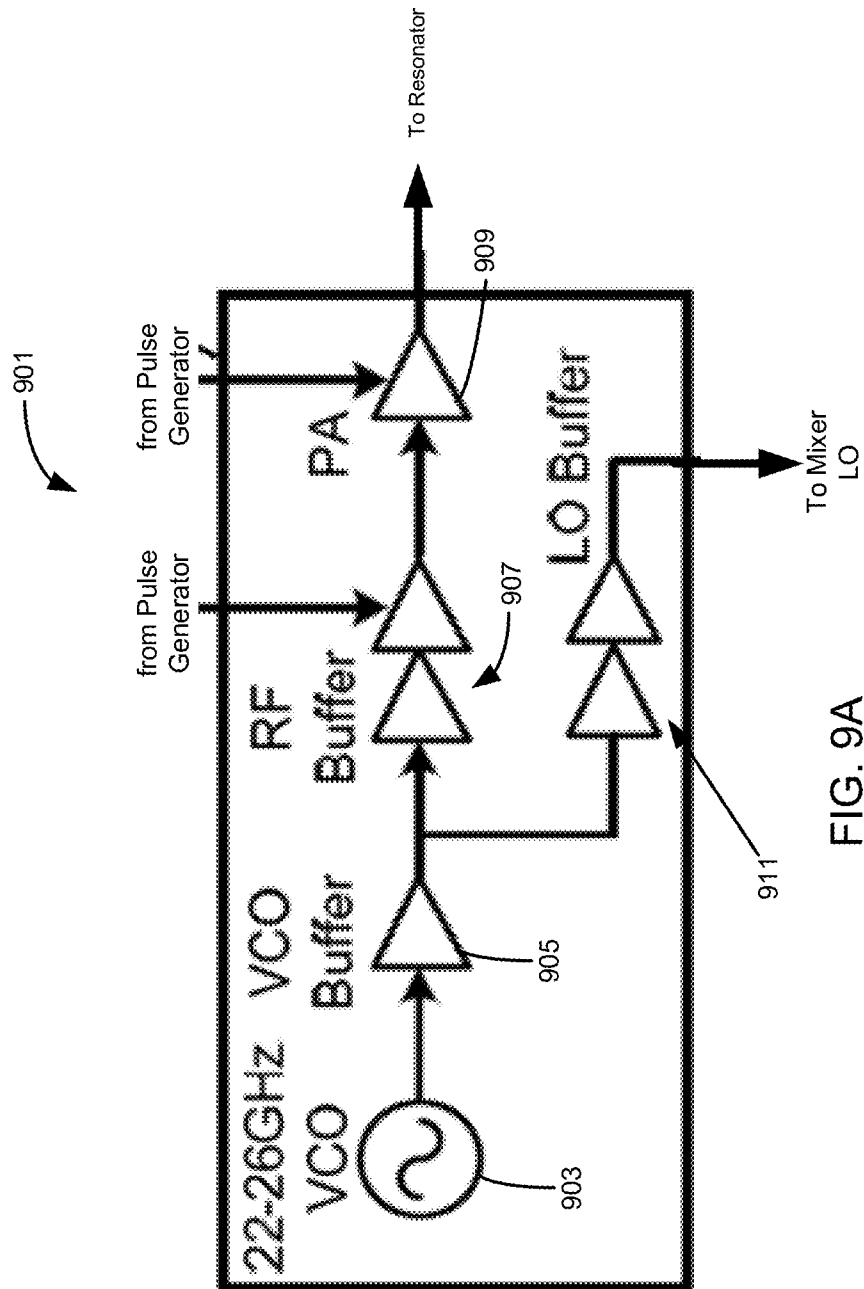 901
from Pulse
Generator
from Pulse
Generator
22-26GHz
VCO
VCO
Buffer
RF
Buffer
PA
To Resonator
903
905
907
909
LO Buffer
911
To Mixer
LO
FIG. 9A